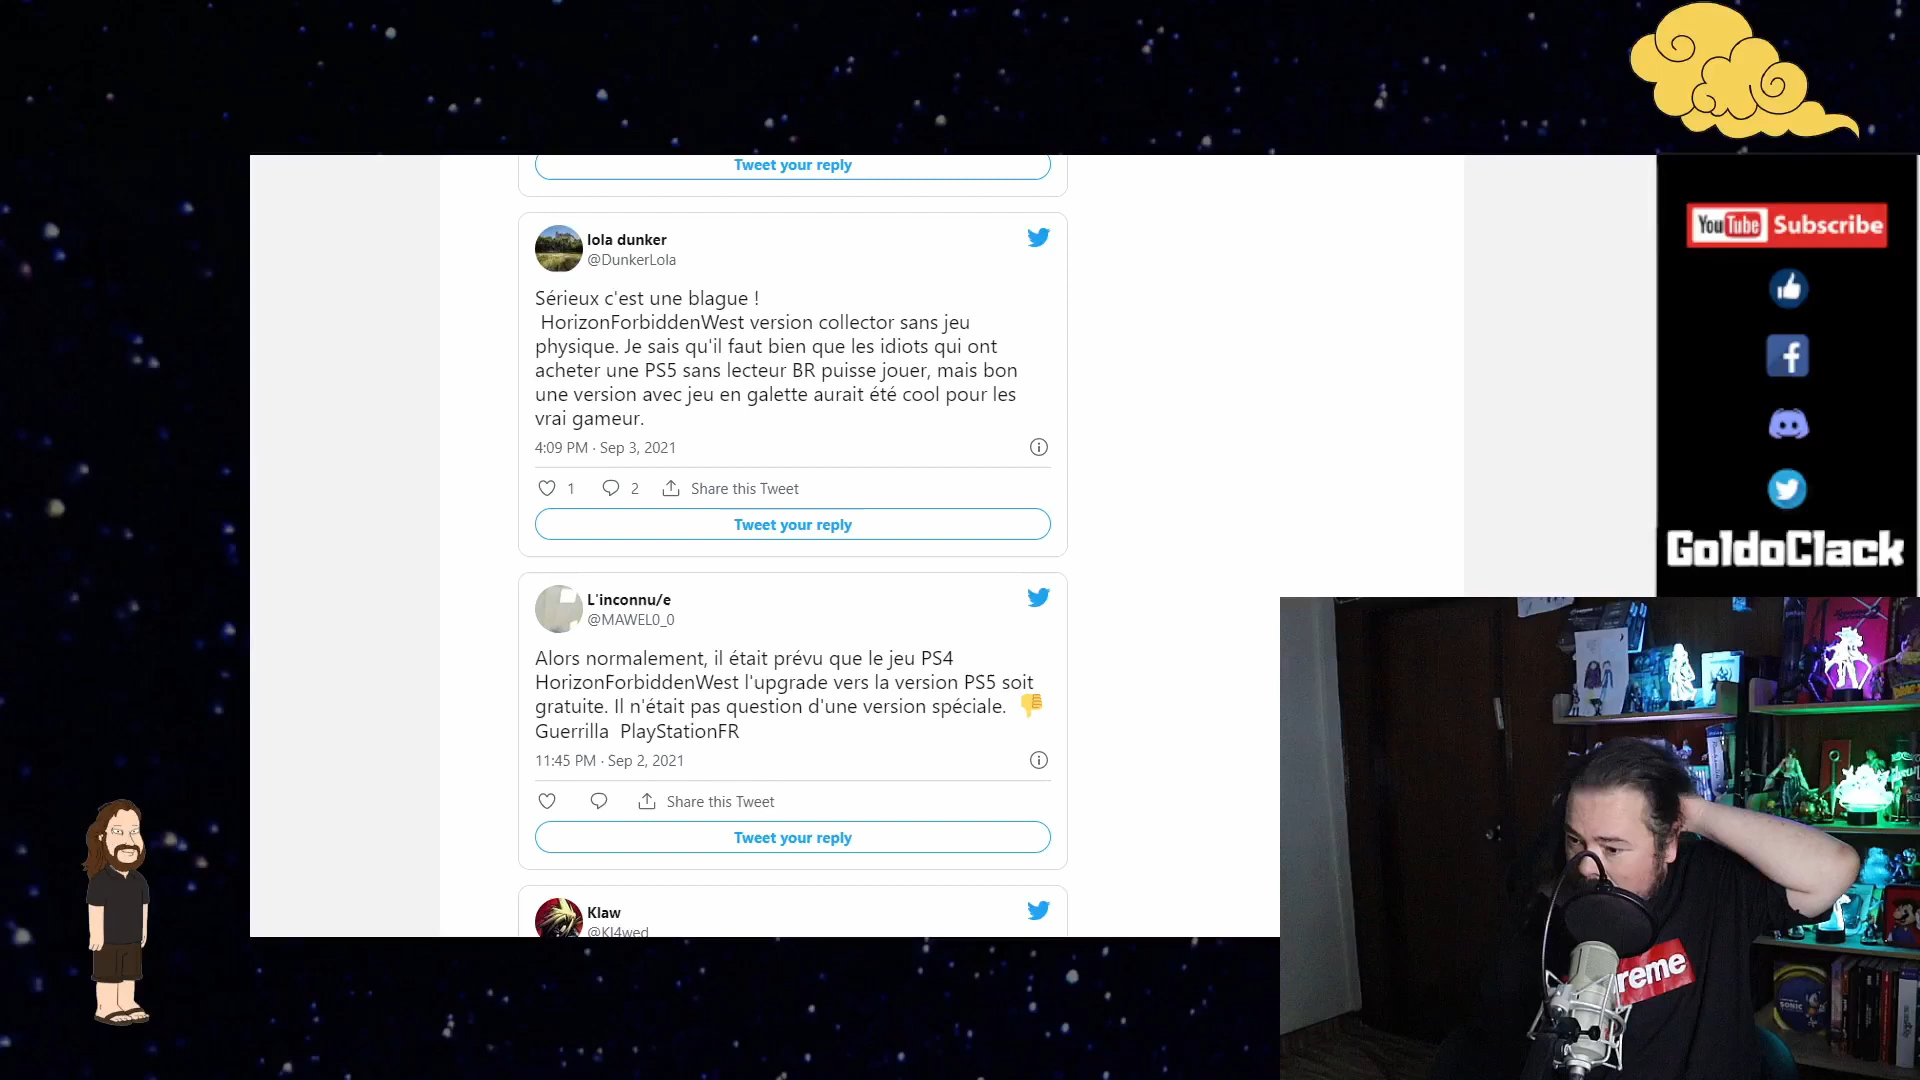 Tweet your reply
lola dunker
@DunkerLola
Sérieux c'est une blague !
HorizonForbiddenWest version collector sans jeu
physique. Je sais qu'il faut bien que les idiots qui ont
acheter une PS5 sans lecteur BR puisse jouer, mais bon
une version avec jeu en galette aurait été cool pour les
vrai gameur.
4:09 PM · Sep 3, 2021
1 2 Share this Tweet
Tweet your reply
L'inconnu/e
@MAWEL0_0
Alors normalement, il était prévu que le jeu PS4
HorizonForbiddenWest l'upgrade vers la version PS5 soit
gratuite. Il n'était pas question d'une version spéciale. 👎
Guerrilla PlayStationFR
11:45 PM · Sep 2, 2021
Share this Tweet
Tweet your reply
Klaw
@Kl4wed
YouTube Subscribe
GoldoClack
reme
SONIC